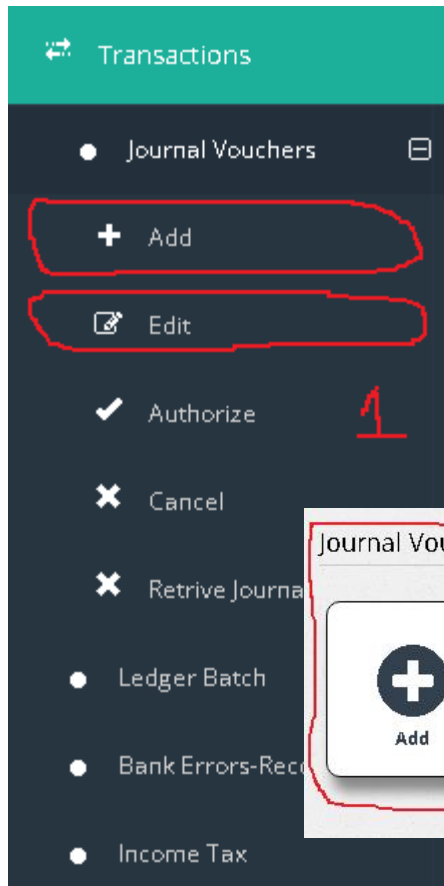 Transactions
Journal Vouchers
Add
Edit
Authorize
1
Cancel
Retrive Journa
Journal Vou
Add
Ledger Batch
Bank Errors-Reco
Income Tax